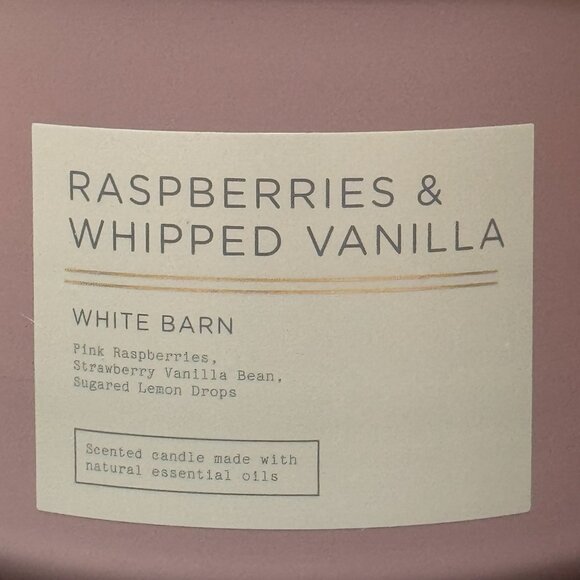 RASPBERRIES &
WHIPPED VANILLA
WHITE BARN
Pink Raspberries,
Strawberry Vanilla Bean,
Sugared Lemon Drops
Scented candle made with
natural essential oils